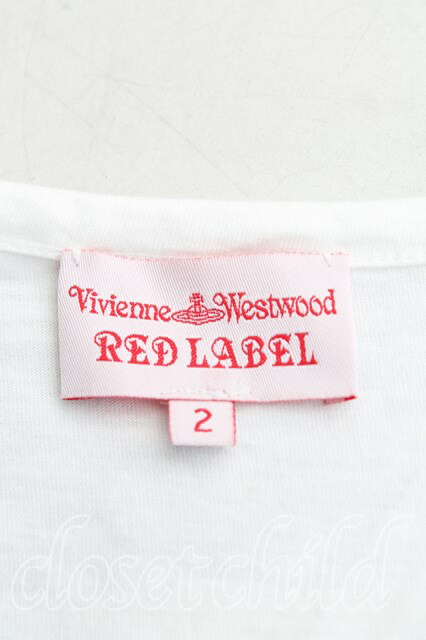 Vivienne Westwood
RED LABEL
2
closet child